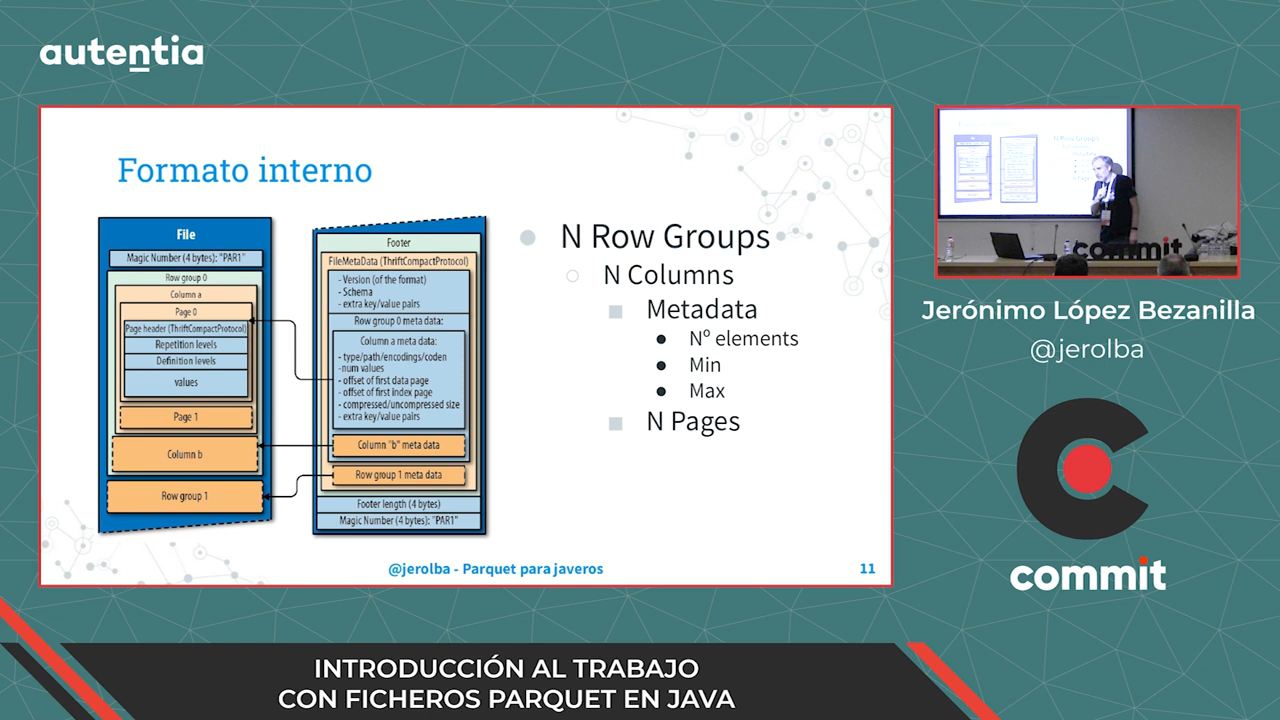 autentia
Formato interno
File
Magic Number (4 bytes): "PAR1"
Row group 0
Column a
Page 0
Page header (ThriftCompactProtocol)
Repetition levels
Definition levels
values
Page 1
Column b
Row group 1
Footer
FileMetaData (ThriftCompactProtocol)
- Version (of the format)
- Schema
- extra key/value pairs
Row group 0 meta data:
Column a meta data:
- type/path/encodings/coden
-num values
- offset of first data page
- offset of first index page
- compressed/uncompressed size
- extra key/value pairs
Column "b" meta data
Row group 1 meta data
Footer length (4 bytes)
Magic Number (4 bytes): "PAR1"
N Row Groups
N Columns
Metadata
Nº elements
Min
Max
N Pages
@jerolba - Parquet para javeros
11
commit
Jerónimo López Bezanilla
@jerolba
commit
INTRODUCCIÓN AL TRABAJO
CON FICHEROS PARQUET EN JAVA